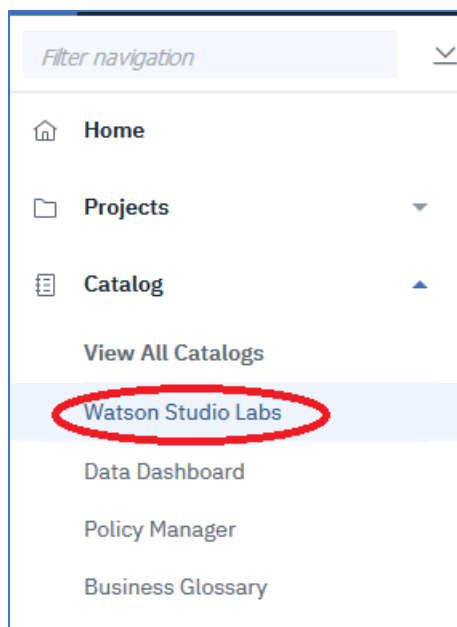 Filter navigation
Home
Projects
Catalog
View All Catalogs
Watson Studio Labs
Data Dashboard
Policy Manager
Business Glossary